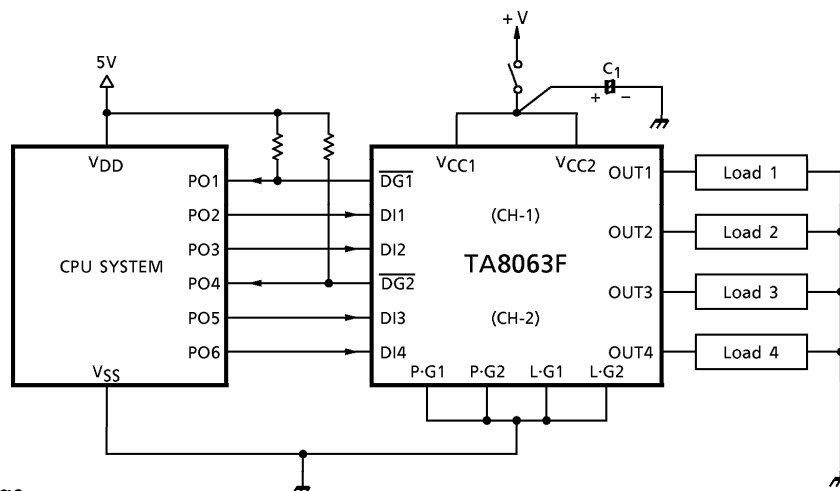 +V
5V
C1
+ −
VDD
VCC1 VCC2
PO1 D̅G̅1̅ OUT1 Load 1
PO2 DI1 (CH-1)
OUT2 Load 2
PO3 DI2
CPU SYSTEM TA8063F
PO4 D̅G̅2̅ OUT3 Load 3
PO5 DI3 (CH-2)
PO6 DI4 OUT4 Load 4
VSS P·G1 P·G2 L·G1 L·G2